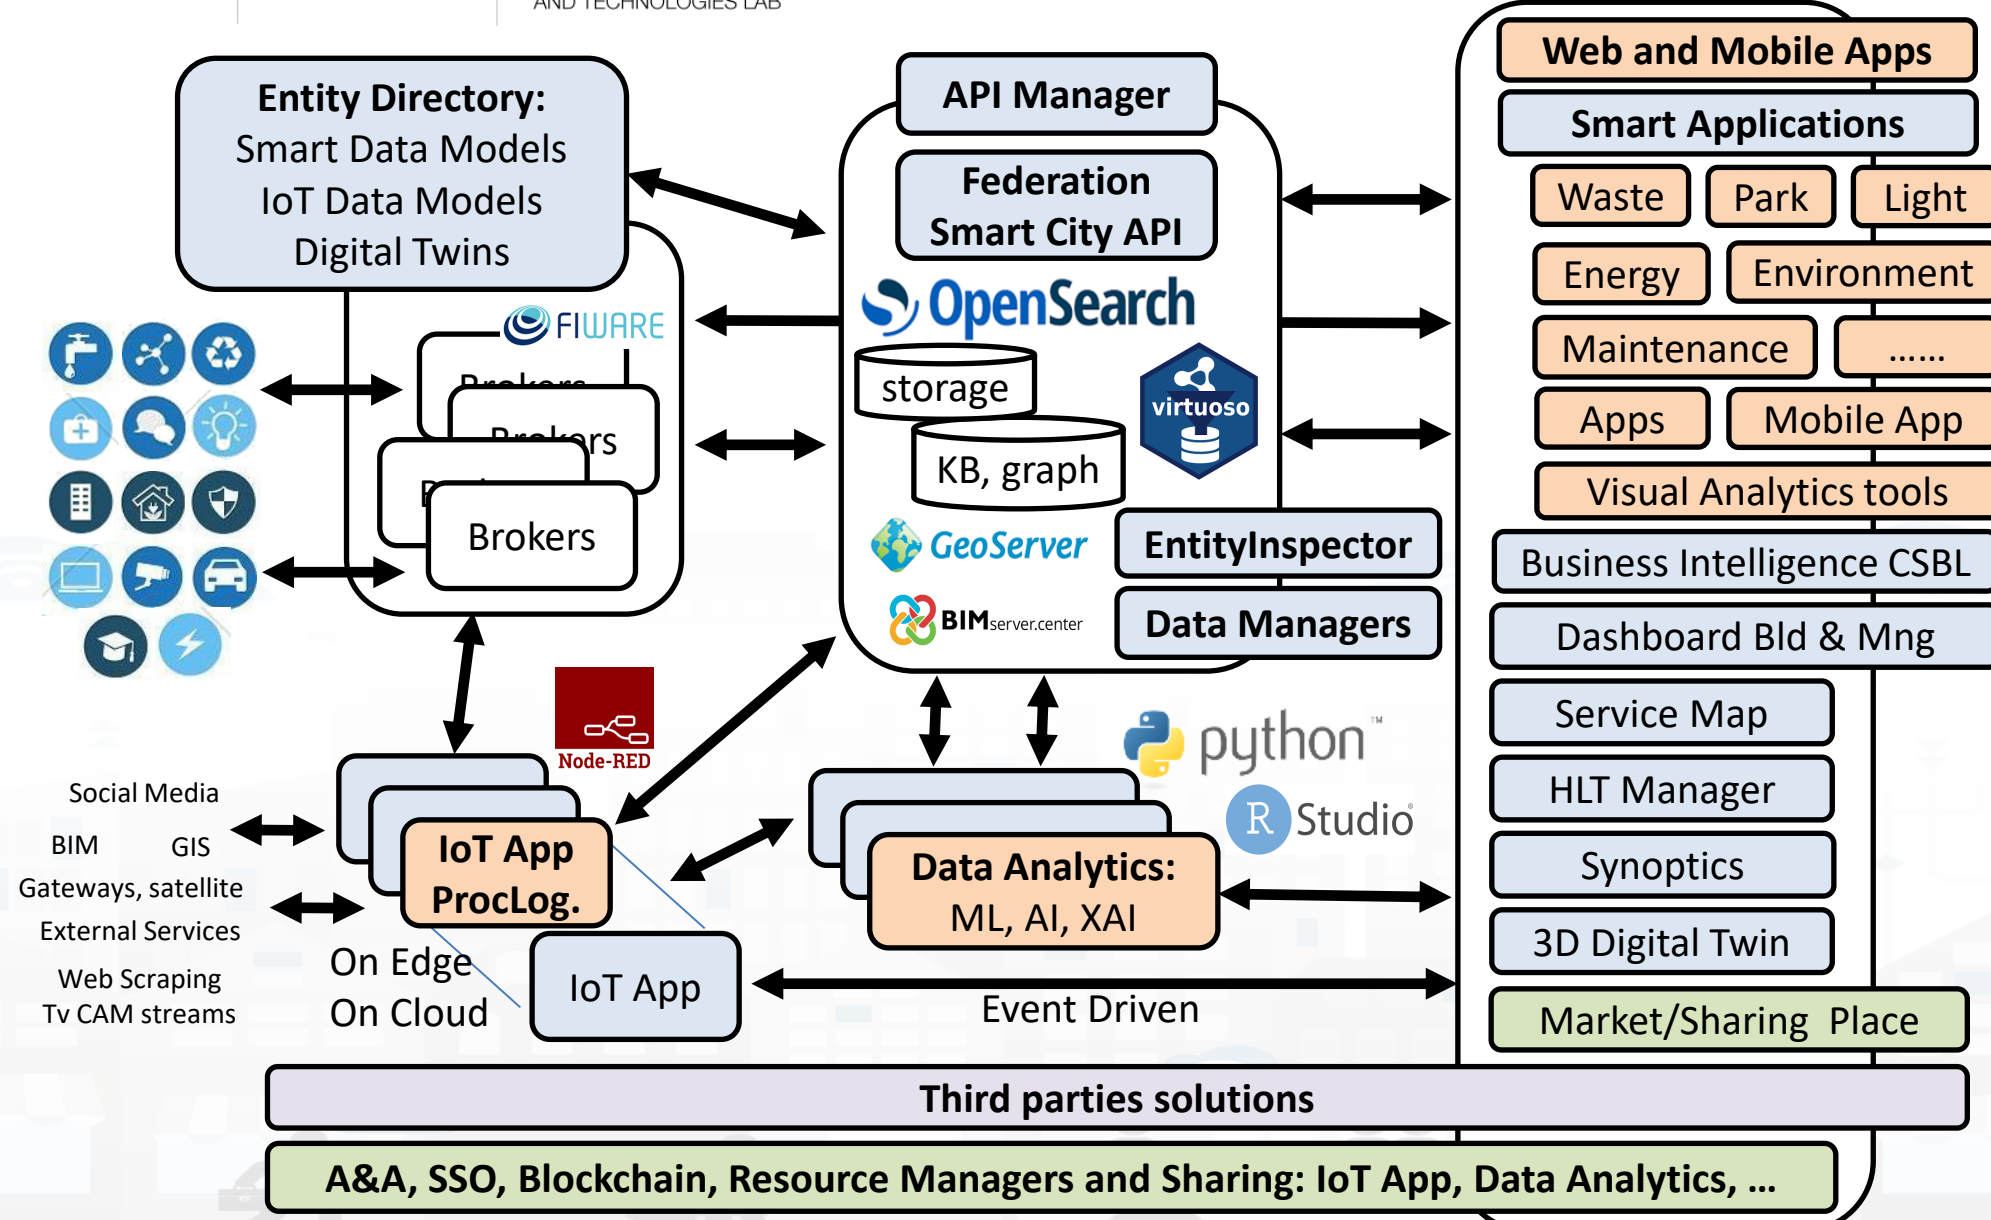 AND TECHNOLOGIES LAB
Entity Directory:
Smart Data Models
IoT Data Models
Digital Twins
FIWARE
Brokers
Brokers
Brokers
API Manager
Federation
Smart City API
OpenSearch
storage
virtuoso
KB, graph
GeoServer
EntityInspector
BIMserver.center
Data Managers
Web and Mobile Apps
Smart Applications
Waste
Park
Light
Energy
Environment
Maintenance
......
Apps
Mobile App
Visual Analytics tools
Business Intelligence CSBL
Dashboard Bld & Mng
Service Map
HLT Manager
Synoptics
3D Digital Twin
Market/Sharing Place
Node-RED
python™
R Studio®
Social Media
BIM GIS
Gateways, satellite
External Services
Web Scraping
Tv CAM streams
IoT App
ProcLog.
On Edge
On Cloud
IoT App
Data Analytics:
ML, AI, XAI
Event Driven
Third parties solutions
A&A, SSO, Blockchain, Resource Managers and Sharing: IoT App, Data Analytics, ...